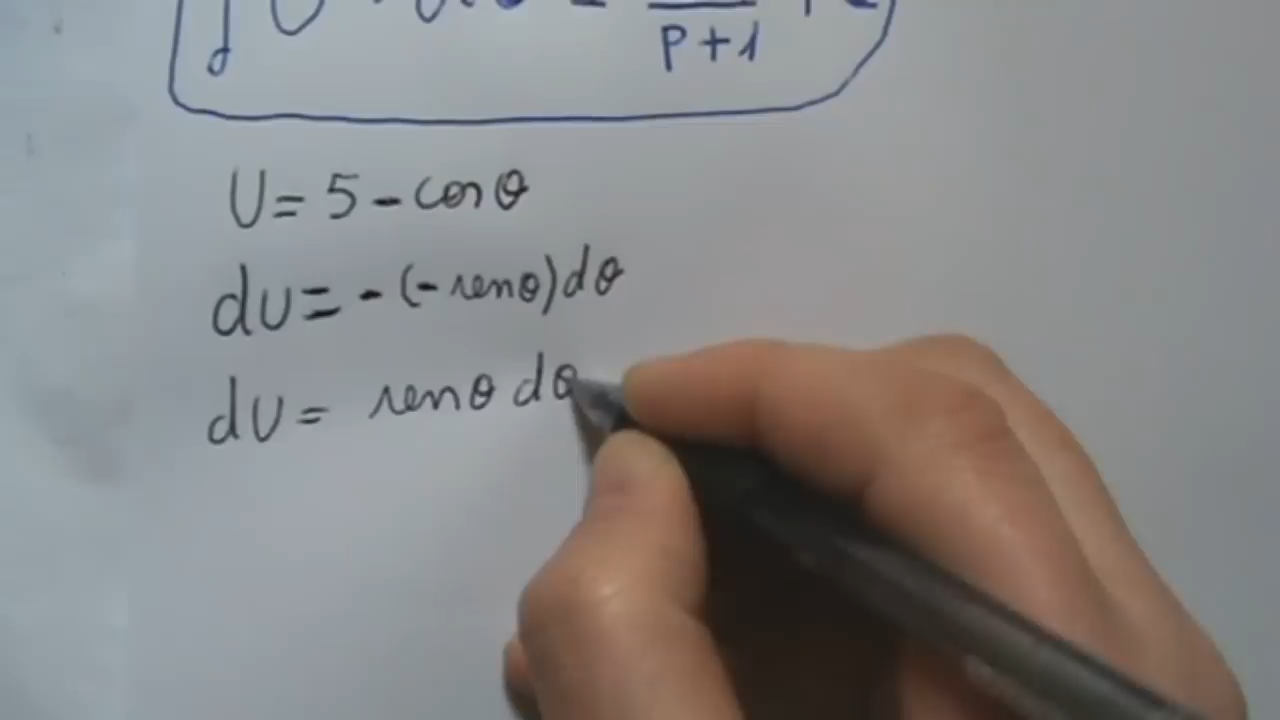 p+1
U = 5 - cos θ
du = - (- sen θ) dθ
du = sen θ dθ